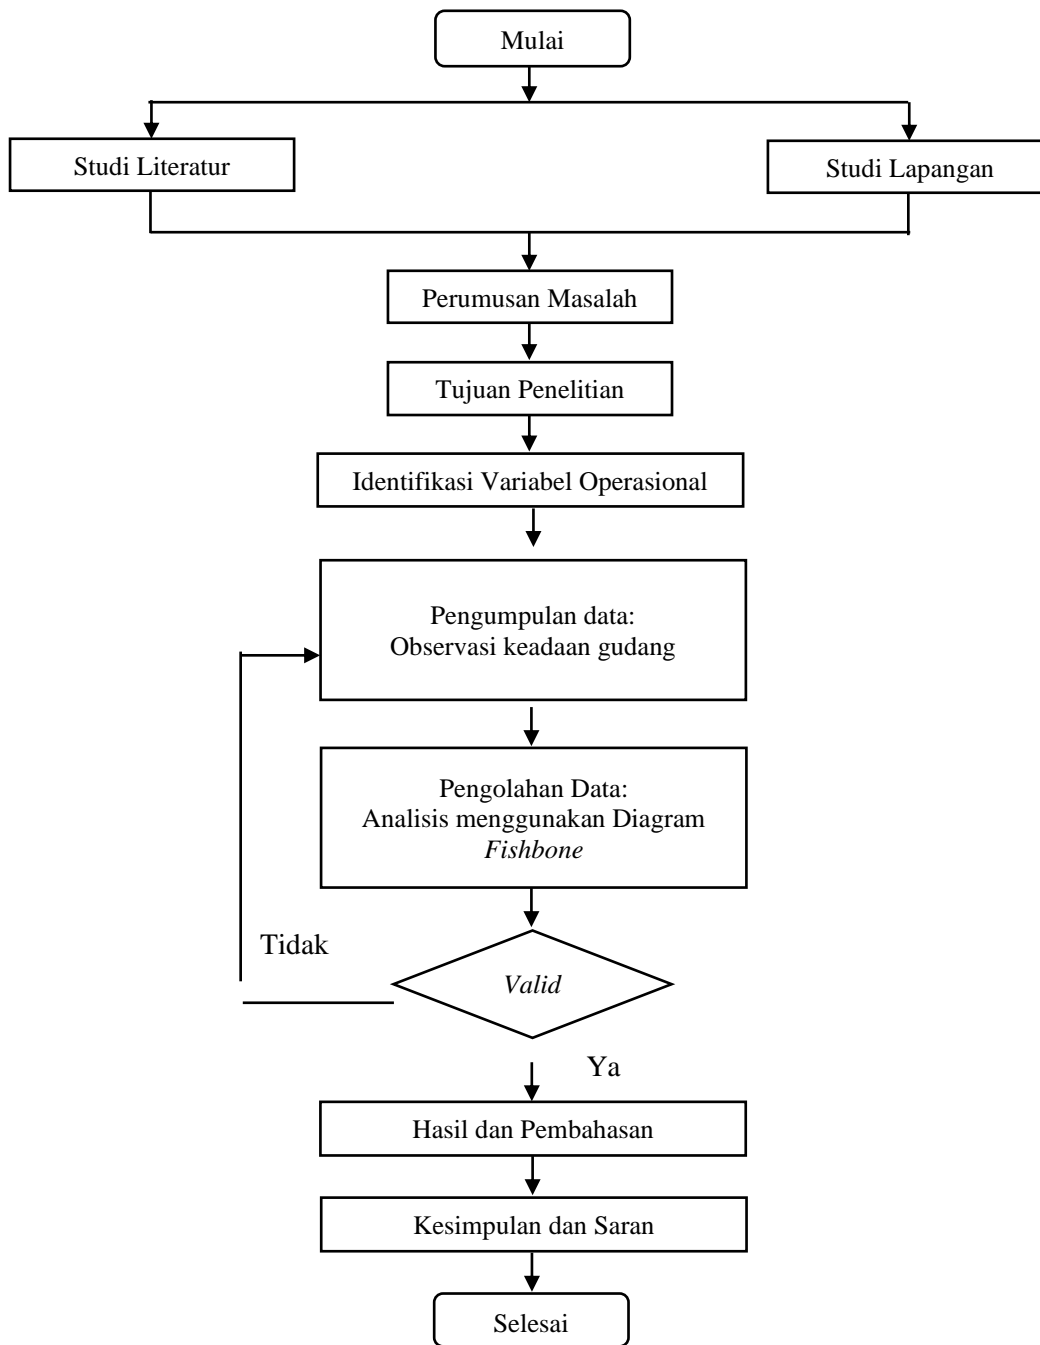 Mulai
Studi Literatur
Studi Lapangan
Perumusan Masalah
Tujuan Penelitian
Identifikasi Variabel Operasional
Pengumpulan data:
Observasi keadaan gudang
Pengolahan Data:
Analisis menggunakan Diagram
Fishbone
Tidak
Valid
Ya
Hasil dan Pembahasan
Kesimpulan dan Saran
Selesai